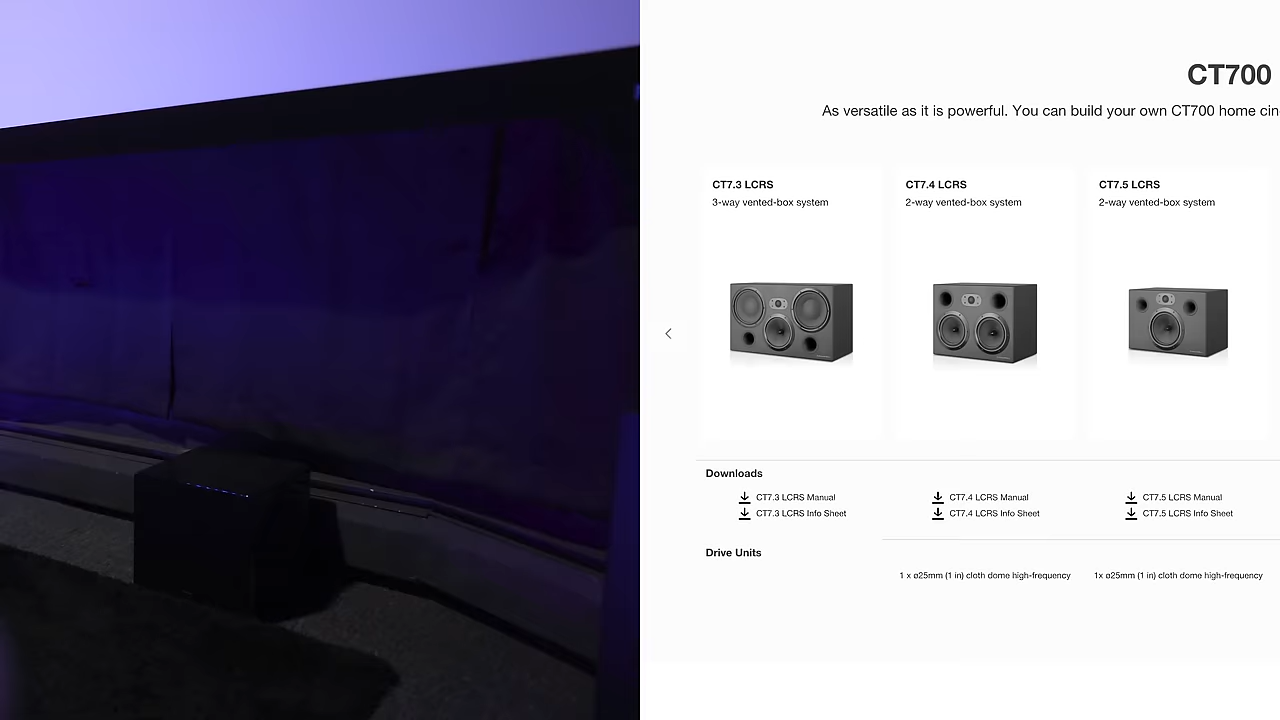 CT700
As versatile as it is powerful. You can build your own CT700 home cin
CT7.3 LCRS
3-way vented-box system
CT7.4 LCRS
2-way vented-box system
CT7.5 LCRS
2-way vented-box system
Downloads
CT7.3 LCRS Manual
CT7.3 LCRS Info Sheet
CT7.4 LCRS Manual
CT7.4 LCRS Info Sheet
CT7.5 LCRS Manual
CT7.5 LCRS Info Sheet
Drive Units
1 x ø25mm (1 in) cloth dome high-frequency
1x ø25mm (1 in) cloth dome high-frequency